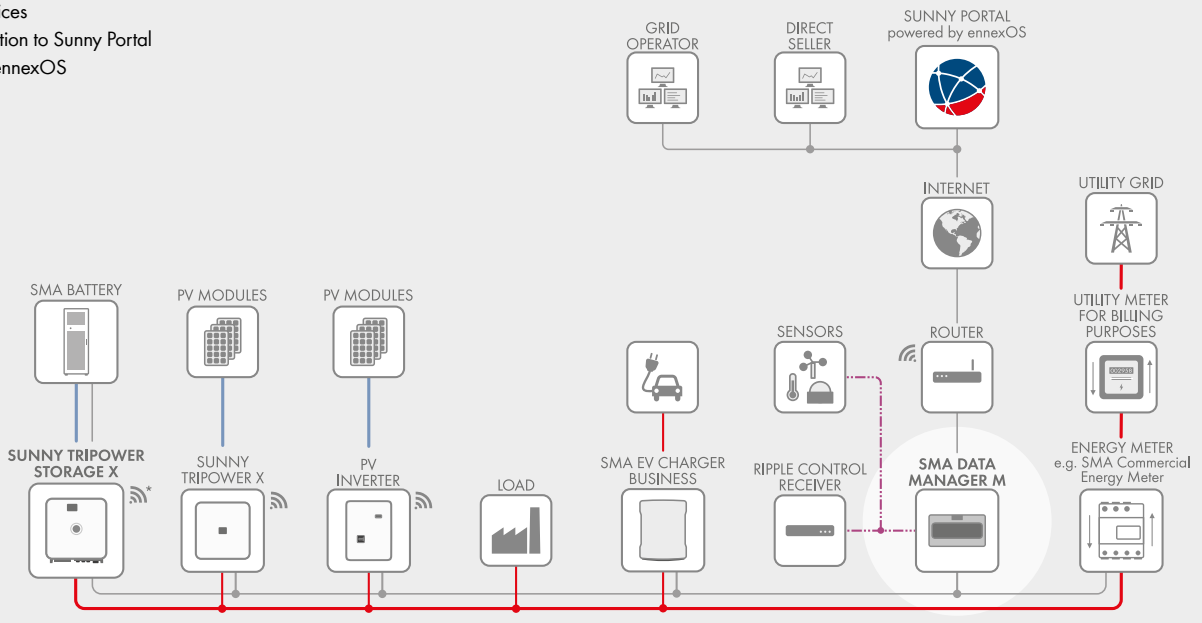 ices
tion to Sunny Portal
ennexOS
GRID
OPERATOR
DIRECT
SELLER
SUNNY PORTAL
powered by ennexOS
INTERNET
UTILITY GRID
SMA BATTERY
PV MODULES
PV MODULES
SENSORS
ROUTER
UTILITY METER
FOR BILLING
PURPOSES
SUNNY TRIPOWER
STORAGE X
*
SUNNY
TRIPOWER X
PV
INVERTER
LOAD
SMA EV CHARGER
BUSINESS
RIPPLE CONTROL
RECEIVER
SMA DATA
MANAGER M
ENERGY METER
e.g. SMA Commercial
Energy Meter